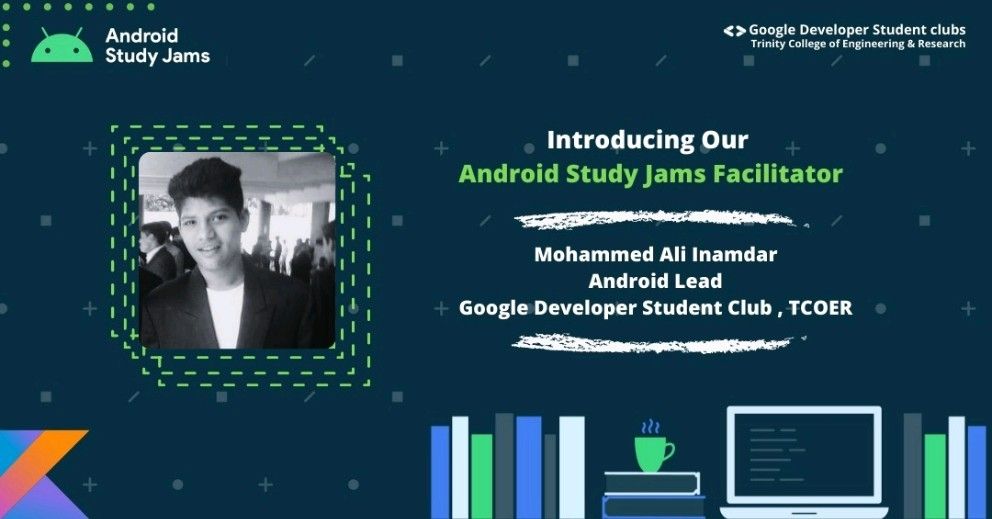 Android
Study Jams
Google Developer Student clubs
Trinity College of Engineering & Research
Introducing Our
Android Study Jams Facilitator
Mohammed Ali Inamdar
Android Lead
Google Developer Student Club , TCOER